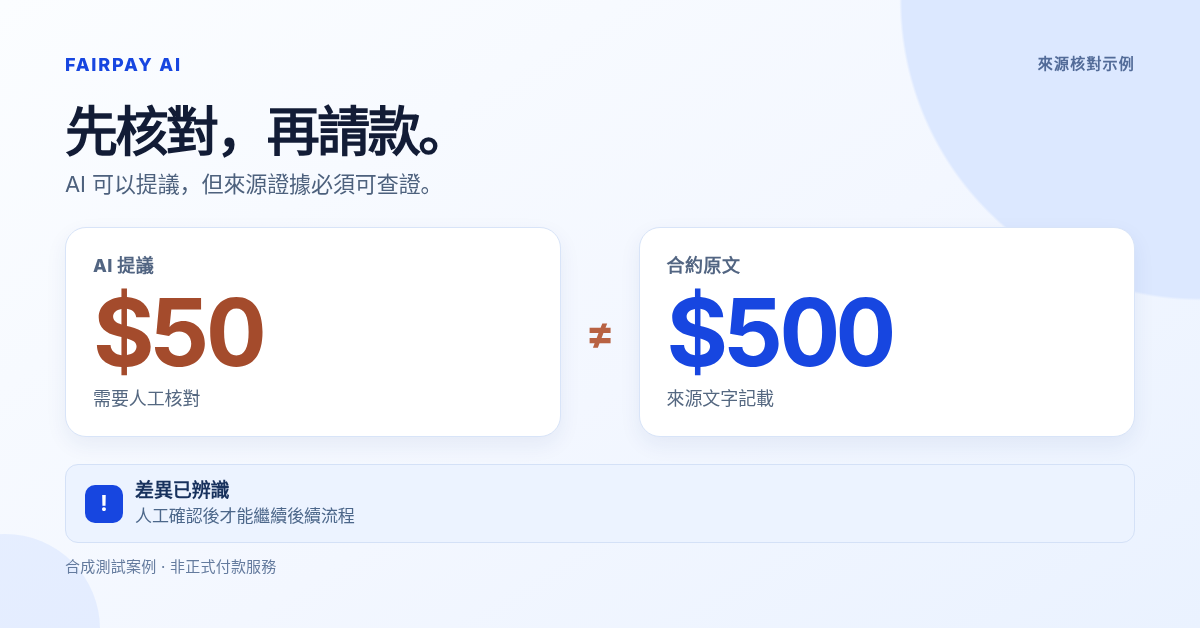 FAIRPAY AI
來源核對示例
先核對，再請款。
AI 可以提議，但來源證據必須可查證。
AI 提議
$50
需要人工核對
≠
合約原文
$500
來源文字記載
!
差異已辨識
人工確認後才能繼續後續流程
合成測試案例 · 非正式付款服務